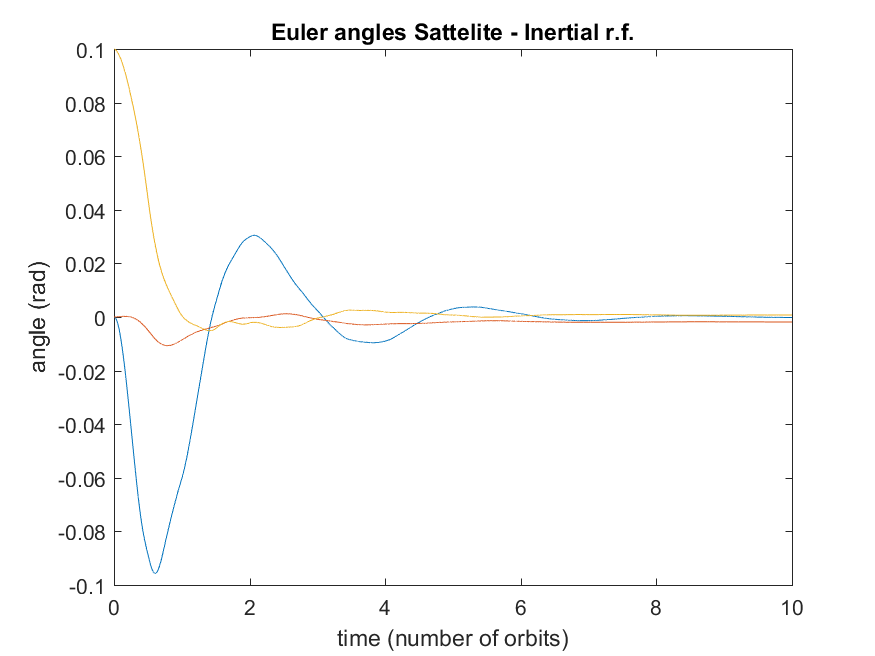 Euler angles Sattelite - Inertial r.f.
0.1
0.08
0.06
0.04
0.02
0
-0.02
-0.04
-0.06
-0.08
-0.1
angle (rad)
0 2 4 6 8 10
time (number of orbits)